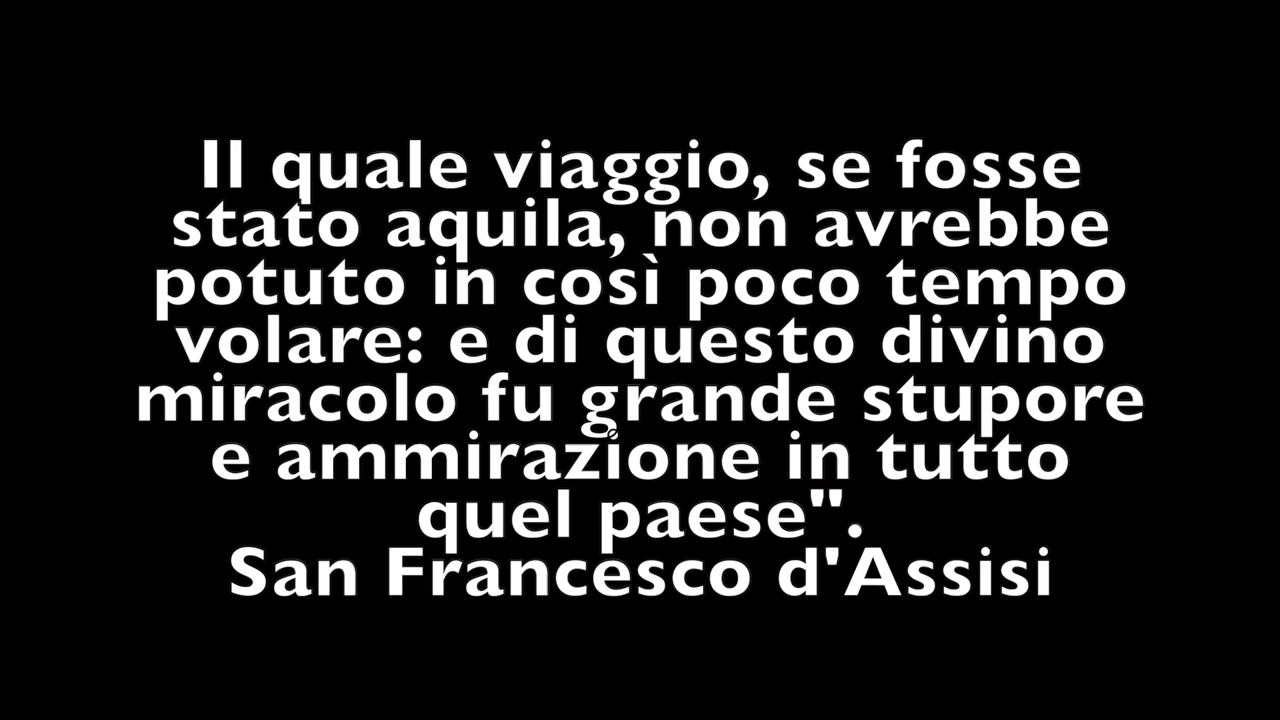 Il quale viaggio, se fosse
stato aquila, non avrebbe
potuto in così poco tempo
volare: e di questo divino
miracolo fu grande stupore
e ammirazione in tutto
quel paese".
San Francesco d'Assisi